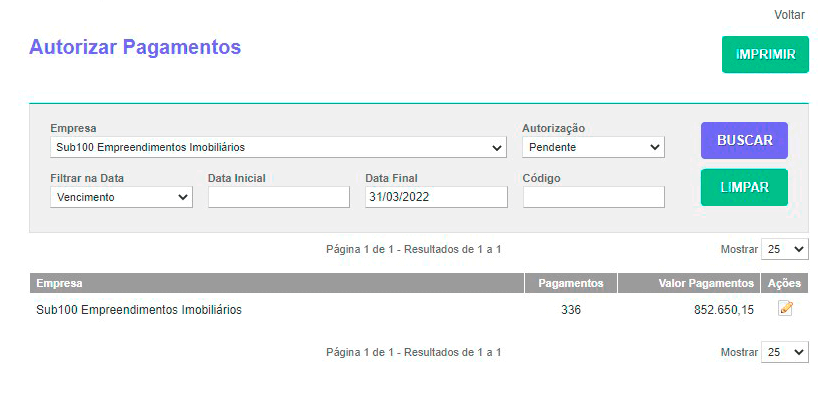 Voltar
Autorizar Pagamentos
IMPRIMIR
Empresa
Autorização
Sub100 Empreendimentos Imobiliários
Pendente
BUSCAR
Filtrar na Data
Data Inicial
Data Final
Código
Vencimento
31/03/2022
LIMPAR
Página 1 de 1 - Resultados de 1 a 1
Mostrar 25
Empresa Pagamentos Valor Pagamentos Ações
Sub100 Empreendimentos Imobiliários 336 852.650,15
Página 1 de 1 - Resultados de 1 a 1
Mostrar 25